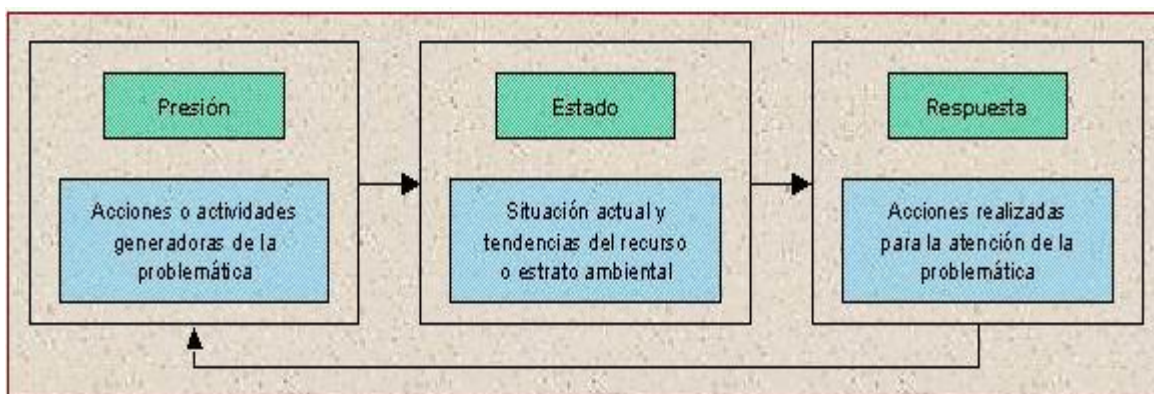 Presión
Acciones o actividades
generadoras de la
problemática
Estado
Situación actual y
tendencias del recurso
o estrato ambiental
Respuesta
Acciones realizadas
para la atención de la
problemática